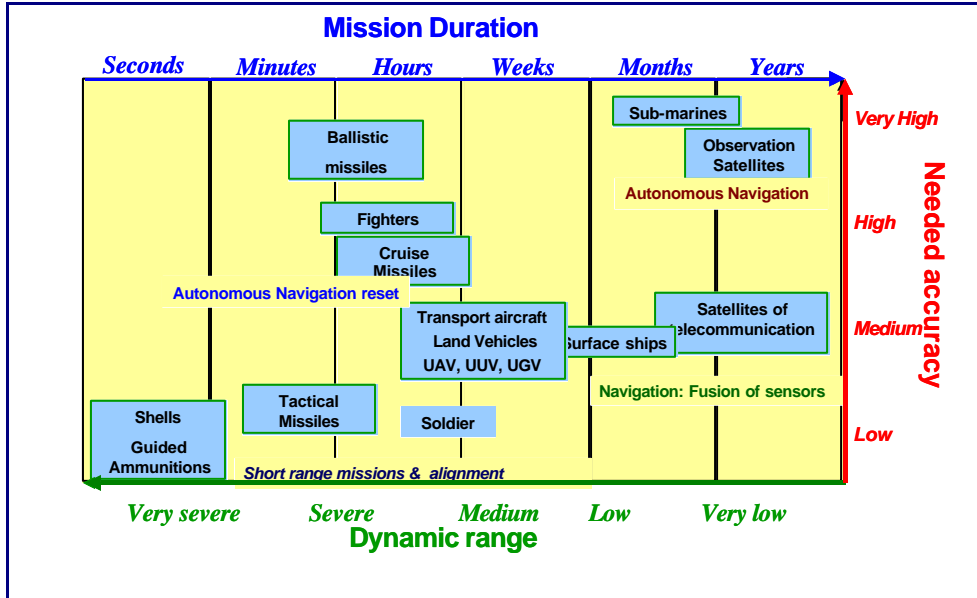 Mission Duration
Seconds Minutes Hours Weeks Months Years
Sub-marines
Very High
Ballistic
missiles
Observation
Satellites
Autonomous Navigation
Fighters
High
Cruise
Missiles
Autonomous Navigation reset
Transport aircraft
Land Vehicles
UAV, UUV, UGV
Surface ships
Satellites of
telecommunication
Medium
Navigation: Fusion of sensors
Tactical
Missiles
Soldier
Shells
Guided
Ammunitions
Low
Short range missions & alignment
Needed accuracy
Very severe Severe Medium Low Very low
Dynamic range